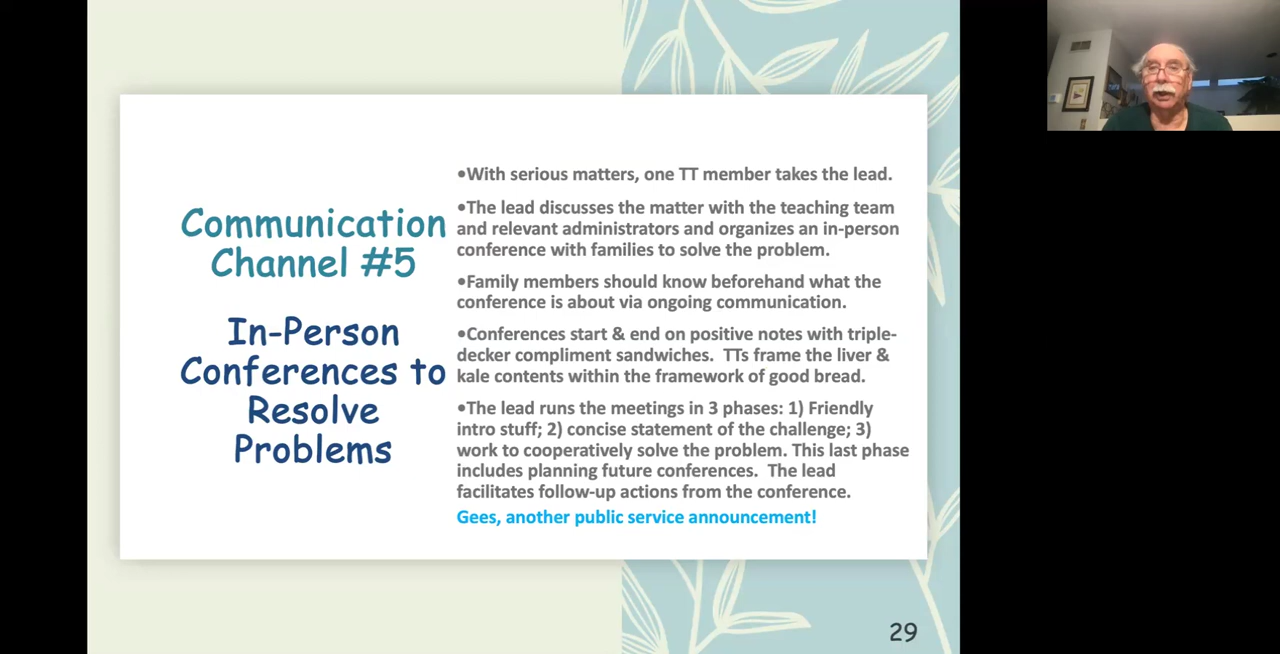 Communication
Channel #5
In-Person
Conferences to
Resolve
Problems
•With serious matters, one TT member takes the lead.
•The lead discusses the matter with the teaching team
and relevant administrators and organizes an in-person
conference with families to solve the problem.
•Family members should know beforehand what the
conference is about via ongoing communication.
•Conferences start & end on positive notes with triple-
decker compliment sandwiches.  TTs frame the liver &
kale contents within the framework of good bread.
•The lead runs the meetings in 3 phases: 1) Friendly
intro stuff; 2) concise statement of the challenge; 3)
work to cooperatively solve the problem. This last phase
includes planning future conferences.  The lead
facilitates follow-up actions from the conference.
Gees, another public service announcement!
29